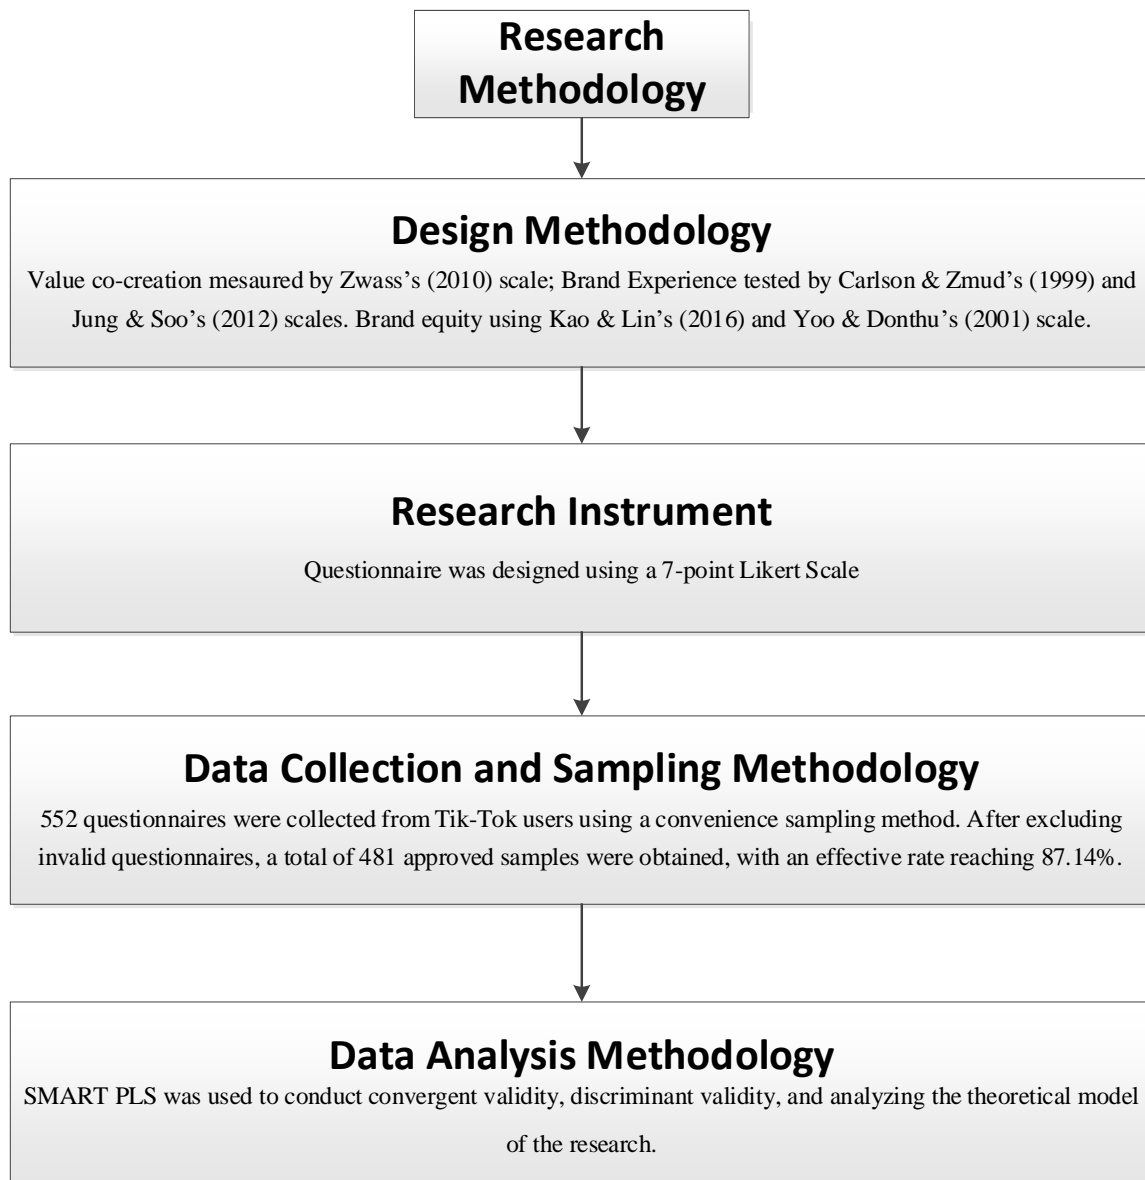 Research
Methodology
Design Methodology
Value co-creation mesaured by Zwass’s (2010) scale; Brand Experience tested by Carlson & Zmud’s (1999) and
Jung & Soo’s (2012) scales. Brand equity using Kao & Lin’s (2016) and Yoo & Donthu’s (2001) scale.
Research Instrument
Questionnaire was designed using a 7-point Likert Scale
Data Collection and Sampling Methodology
552 questionnaires were collected from Tik-Tok users using a convenience sampling method. After excluding
invalid questionnaires, a total of 481 approved samples were obtained, with an effective rate reaching 87.14%.
Data Analysis Methodology
SMART PLS was used to conduct convergent validity, discriminant validity, and analyzing the theoretical model
of the research.